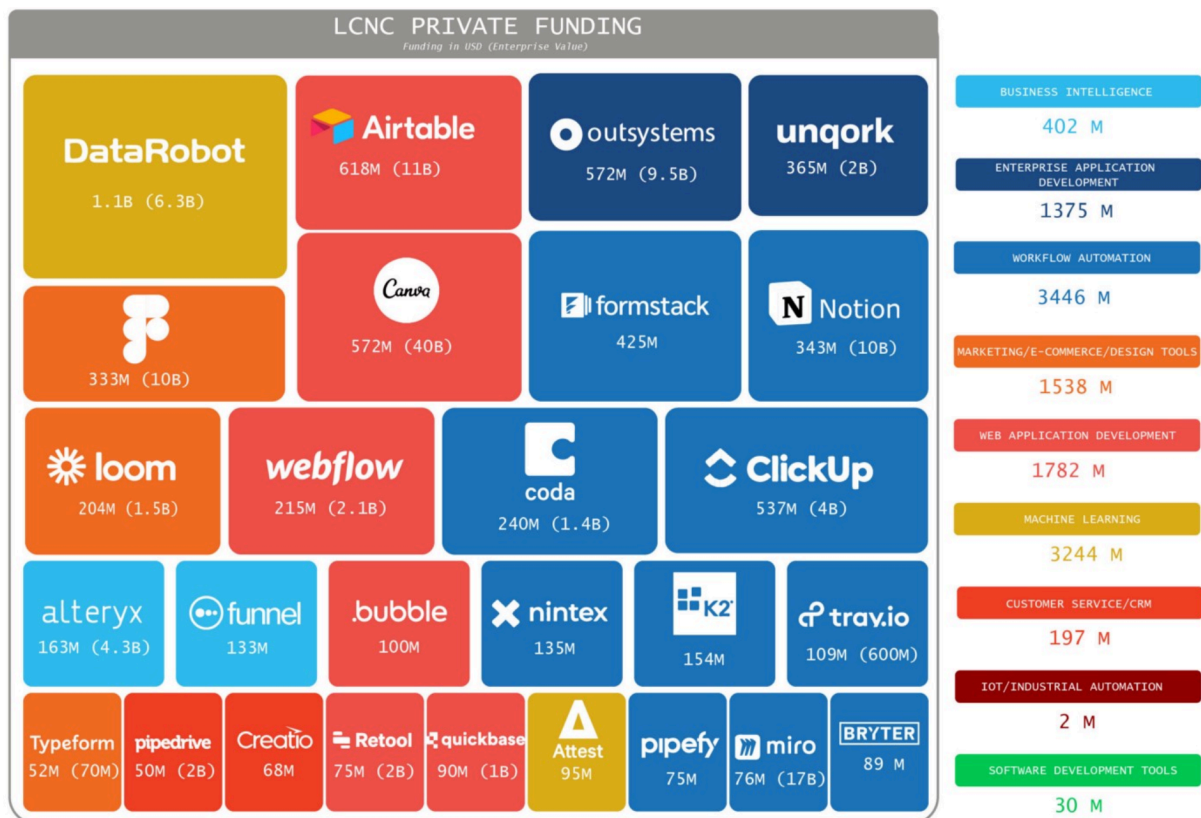 LCNC PRIVATE FUNDING
Funding in USD (Enterprise Value)
DataRobot
1.1B (6.3B)
Airtable
618M (11B)
outsystems
572M (9.5B)
unqork
365M (2B)
333M (10B)
Canva
572M (40B)
formstack
425M
N Notion
343M (10B)
loom
204M (1.5B)
webflow
215M (2.1B)
coda
240M (1.4B)
ClickUp
537M (4B)
alteryx
163M (4.3B)
funnel
133M
.bubble
100M
nintex
135M
K2
154M
trav.io
109M (600M)
Typeform
52M (70M)
pipedrive
50M (2B)
Creatio
68M
Retool
75M (2B)
quickbase
90M (1B)
Attest
95M
pipefy
75M
miro
76M (17B)
BRYTER
89 M
BUSINESS INTELLIGENCE
402 M
ENTERPRISE APPLICATION
DEVELOPMENT
1375 M
WORKFLOW AUTOMATION
3446 M
MARKETING/E-COMMERCE/DESIGN TOOLS
1538 M
WEB APPLICATION DEVELOPMENT
1782 M
MACHINE LEARNING
3244 M
CUSTOMER SERVICE/CRM
197 M
IOT/INDUSTRIAL AUTOMATION
2 M
SOFTWARE DEVELOPMENT TOOLS
30 M